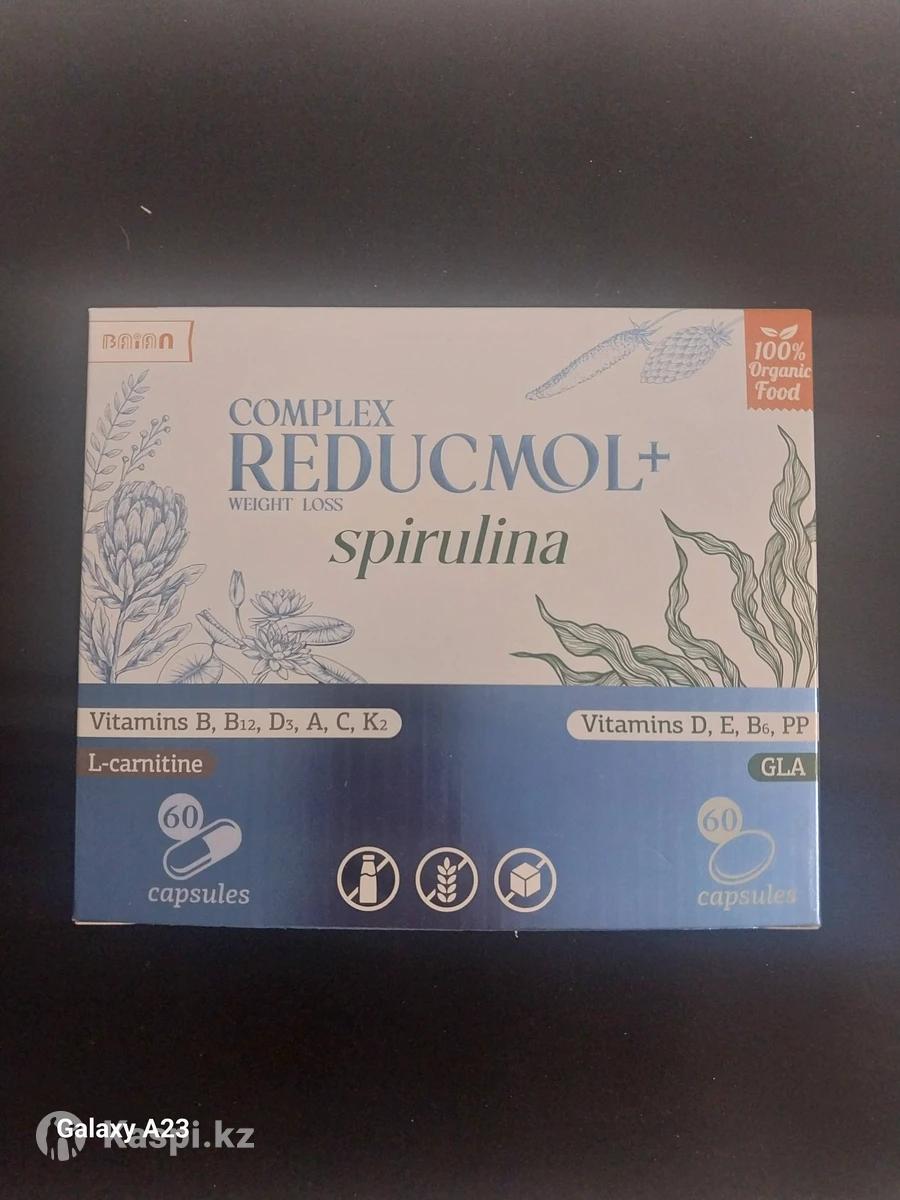 BAIAN
100%
Organic
Food
COMPLEX
REDUCMOL+
WEIGHT LOSS
spirulina
Vitamins B, B12, D3, A, C, K2
Vitamins D, E, B6, PP
L-carnitine
GLA
60
capsules
60
capsules
Galaxy A23
Kaspi.kz